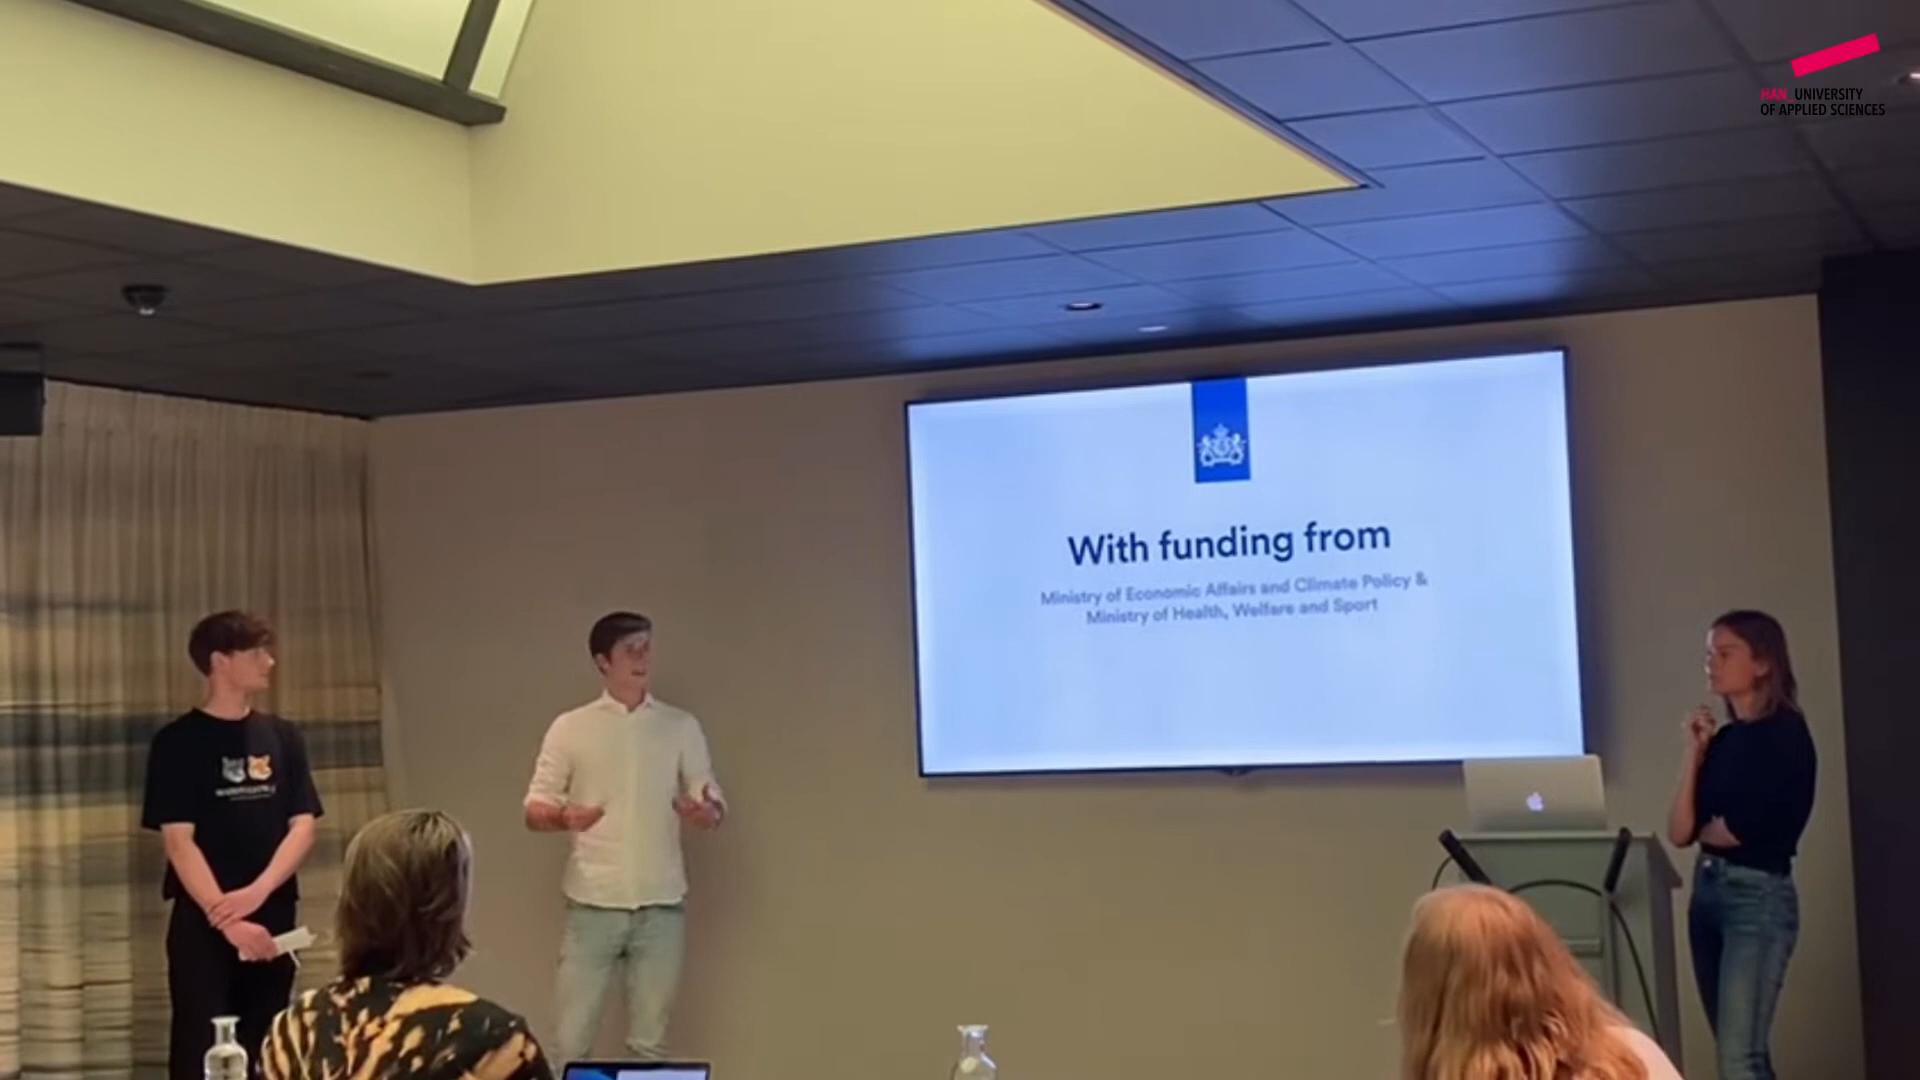 HAN_UNIVERSITY
OF APPLIED SCIENCES
With funding from
Ministry of Economic Affairs and Climate Policy &
Ministry of Health, Welfare and Sport